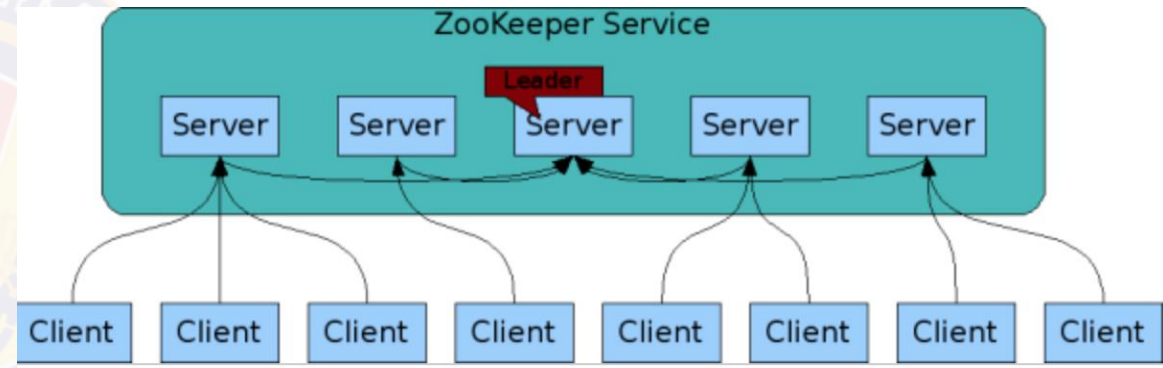 ZooKeeper Service
Leader
Server Server Server Server Server
Client Client Client Client Client Client Client Client